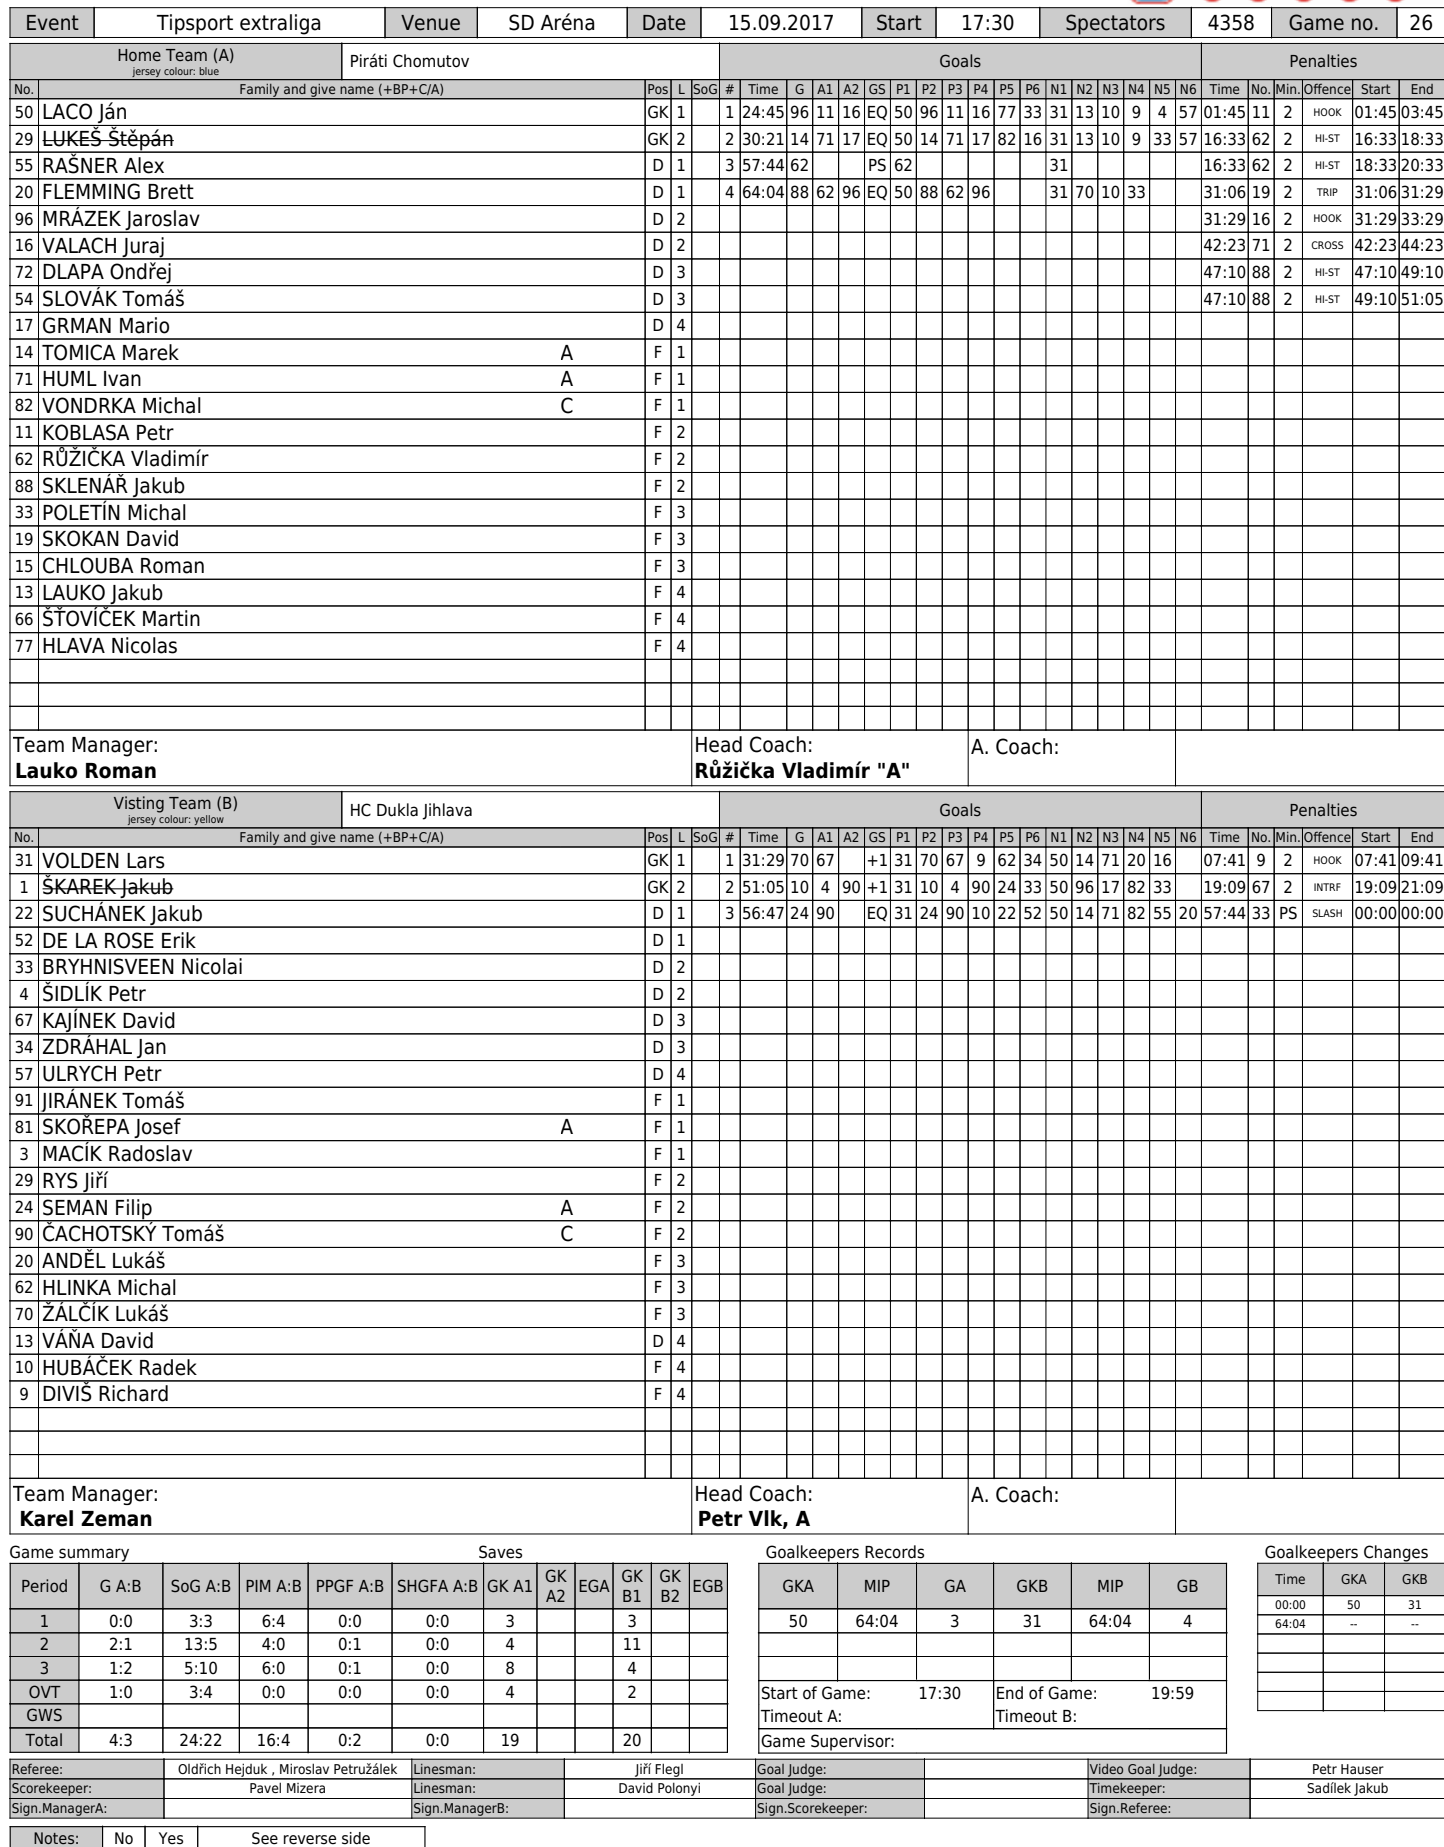 Event Tipsport extraliga Venue SD Aréna Date 15.09.2017 Start 17:30 Spectators 4358 Game no. 26
Home Team (A) Piráti Chomutov Goals Penalties
jersey colour: blue
No. Family and give name (+BP+C/A) Pos L SoG # Time G A1 A2 GS P1 P2 P3 P4 P5 P6 N1 N2 N3 N4 N5 N6 Time No. Min. Offence Start End
50 LACO Ján GK 1 1 24:45 96 11 16 EQ 50 96 11 16 77 33 31 13 10 9 4 57 01:45 11 2 HOOK 01:45 03:45
29 LUKEŠ Štěpán GK 2 2 30:21 14 71 17 EQ 50 14 71 17 82 16 31 13 10 9 33 57 16:33 62 2 HI-ST 16:33 18:33
55 RAŠNER Alex D 1 3 57:44 62 PS 62 31 16:33 62 2 HI-ST 18:33 20:33
20 FLEMMING Brett D 1 4 64:04 88 62 96 EQ 50 88 62 96 31 70 10 33 31:06 19 2 TRIP 31:06 31:29
96 MRÁZEK Jaroslav D 2 31:29 16 2 HOOK 31:29 33:29
16 VALACH Juraj D 2 42:23 71 2 CROSS 42:23 44:23
72 DLAPA Ondřej D 3 47:10 88 2 HI-ST 47:10 49:10
54 SLOVÁK Tomáš D 3 47:10 88 2 HI-ST 49:10 51:05
17 GRMAN Mario D 4
14 TOMICA Marek A F 1
71 HUML Ivan A F 1
82 VONDRKA Michal C F 1
11 KOBLASA Petr F 2
62 RŮŽIČKA Vladimír F 2
88 SKLENÁŘ Jakub F 2
33 POLETÍN Michal F 3
19 SKOKAN David F 3
15 CHLOUBA Roman F 3
13 LAUKO Jakub F 4
66 ŠŤOVÍČEK Martin F 4
77 HLAVA Nicolas F 4
Team Manager: Head Coach: A. Coach:
Lauko Roman Růžička Vladimír "A"
Visting Team (B) HC Dukla Jihlava Goals Penalties
jersey colour: yellow
No. Family and give name (+BP+C/A) Pos L SoG # Time G A1 A2 GS P1 P2 P3 P4 P5 P6 N1 N2 N3 N4 N5 N6 Time No. Min. Offence Start End
31 VOLDEN Lars GK 1 1 31:29 70 67 +1 31 70 67 9 62 34 50 14 71 20 16 07:41 9 2 HOOK 07:41 09:41
1 ŠKAREK Jakub GK 2 2 51:05 10 4 90 +1 31 10 4 90 24 33 50 96 17 82 33 19:09 67 2 INTRF 19:09 21:09
22 SUCHÁNEK Jakub D 1 3 56:47 24 90 EQ 31 24 90 10 22 52 50 14 71 82 55 20 57:44 33 PS SLASH 00:00 00:00
52 DE LA ROSE Erik D 1
33 BRYHNISVEEN Nicolai D 2
4 ŠIDLÍK Petr D 2
67 KAJÍNEK David D 3
34 ZDRÁHAL Jan D 3
57 ULRYCH Petr D 4
91 JIRÁNEK Tomáš F 1
81 SKOŘEPA Josef A F 1
3 MACÍK Radoslav F 1
29 RYS Jiří F 2
24 SEMAN Filip A F 2
90 ČACHOTSKÝ Tomáš C F 2
20 ANDĚL Lukáš F 3
62 HLINKA Michal F 3
70 ŽÁLČÍK Lukáš F 3
13 VÁŇA David D 4
10 HUBÁČEK Radek F 4
9 DIVIŠ Richard F 4
Team Manager: Head Coach: A. Coach:
Karel Zeman Petr Vlk, A
Game summary Saves Goalkeepers Records Goalkeepers Changes
Period G A:B SoG A:B PIM A:B PPGF A:B SHGFA A:B GK A1 GK A2 EGA GK B1 GK B2 EGB GKA MIP GA GKB MIP GB Time GKA GKB
1 0:0 3:3 6:4 0:0 0:0 3 3 50 64:04 3 31 64:04 4 00:00 50 31
2 2:1 13:5 4:0 0:1 0:0 4 11 64:04 -- --
3 1:2 5:10 6:0 0:1 0:0 8 4
OVT 1:0 3:4 0:0 0:0 0:0 4 2 Start of Game: 17:30 End of Game: 19:59
GWS Timeout A: Timeout B:
Total 4:3 24:22 16:4 0:2 0:0 19 20 Game Supervisor:
Referee: Oldřich Hejduk , Miroslav Petružálek Linesman: Jiří Flegl Goal Judge: Video Goal Judge: Petr Hauser
Scorekeeper: Pavel Mizera Linesman: David Polonyi Goal Judge: Timekeeper: Sadílek Jakub
Sign.ManagerA: Sign.ManagerB: Sign.Scorekeeper: Sign.Referee:
Notes: No Yes See reverse side